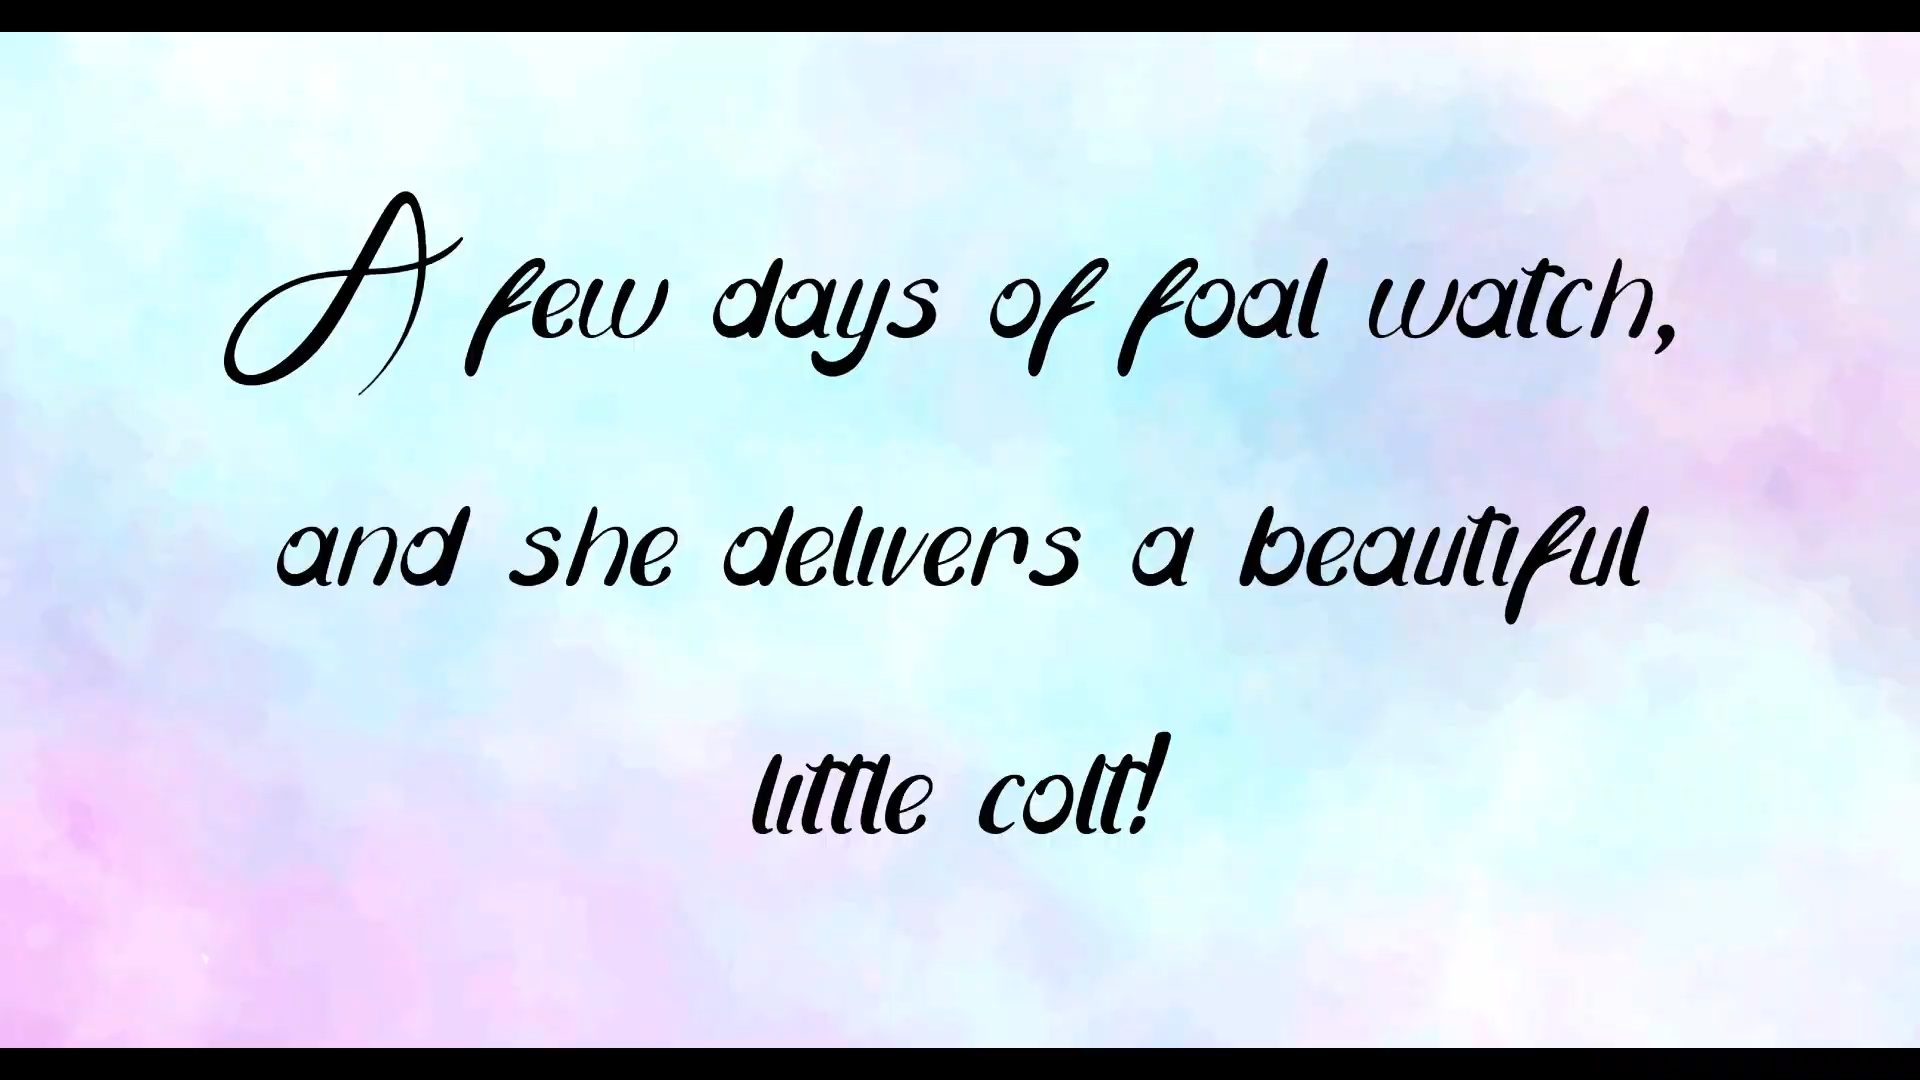 A few days of foal watch,
and she delivers a beautiful
little colt!